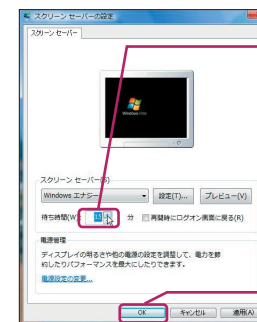 スクリーン セーバーの設定
スクリーン セーバー
Windows Vista
スクリーン セーバー(S)
Windows エナジー
設定(T)...
プレビュー(V)
待ち時間(W):
分
再開時にログオン画面に戻る(R)
電源管理
ディスプレイの明るさや他の電源の設定を調整して、電力を節
約したりパフォーマンスを最大にしたりできます。
電源設定の変更...
OK
キャンセル
適用(A)